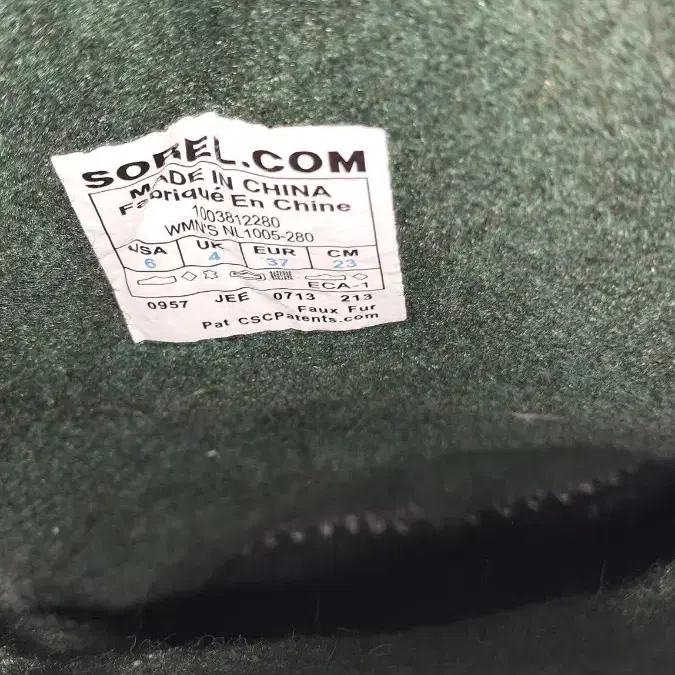 SOREL.COM
MADE IN CHINA
Fabriqué En Chine
1003812280
WMN'S NL1005-280
USA UK EUR CM
6 4 37 23
ECA-1
0957 JEE 0713 213
Faux Fur
Pat CSCPatents.com